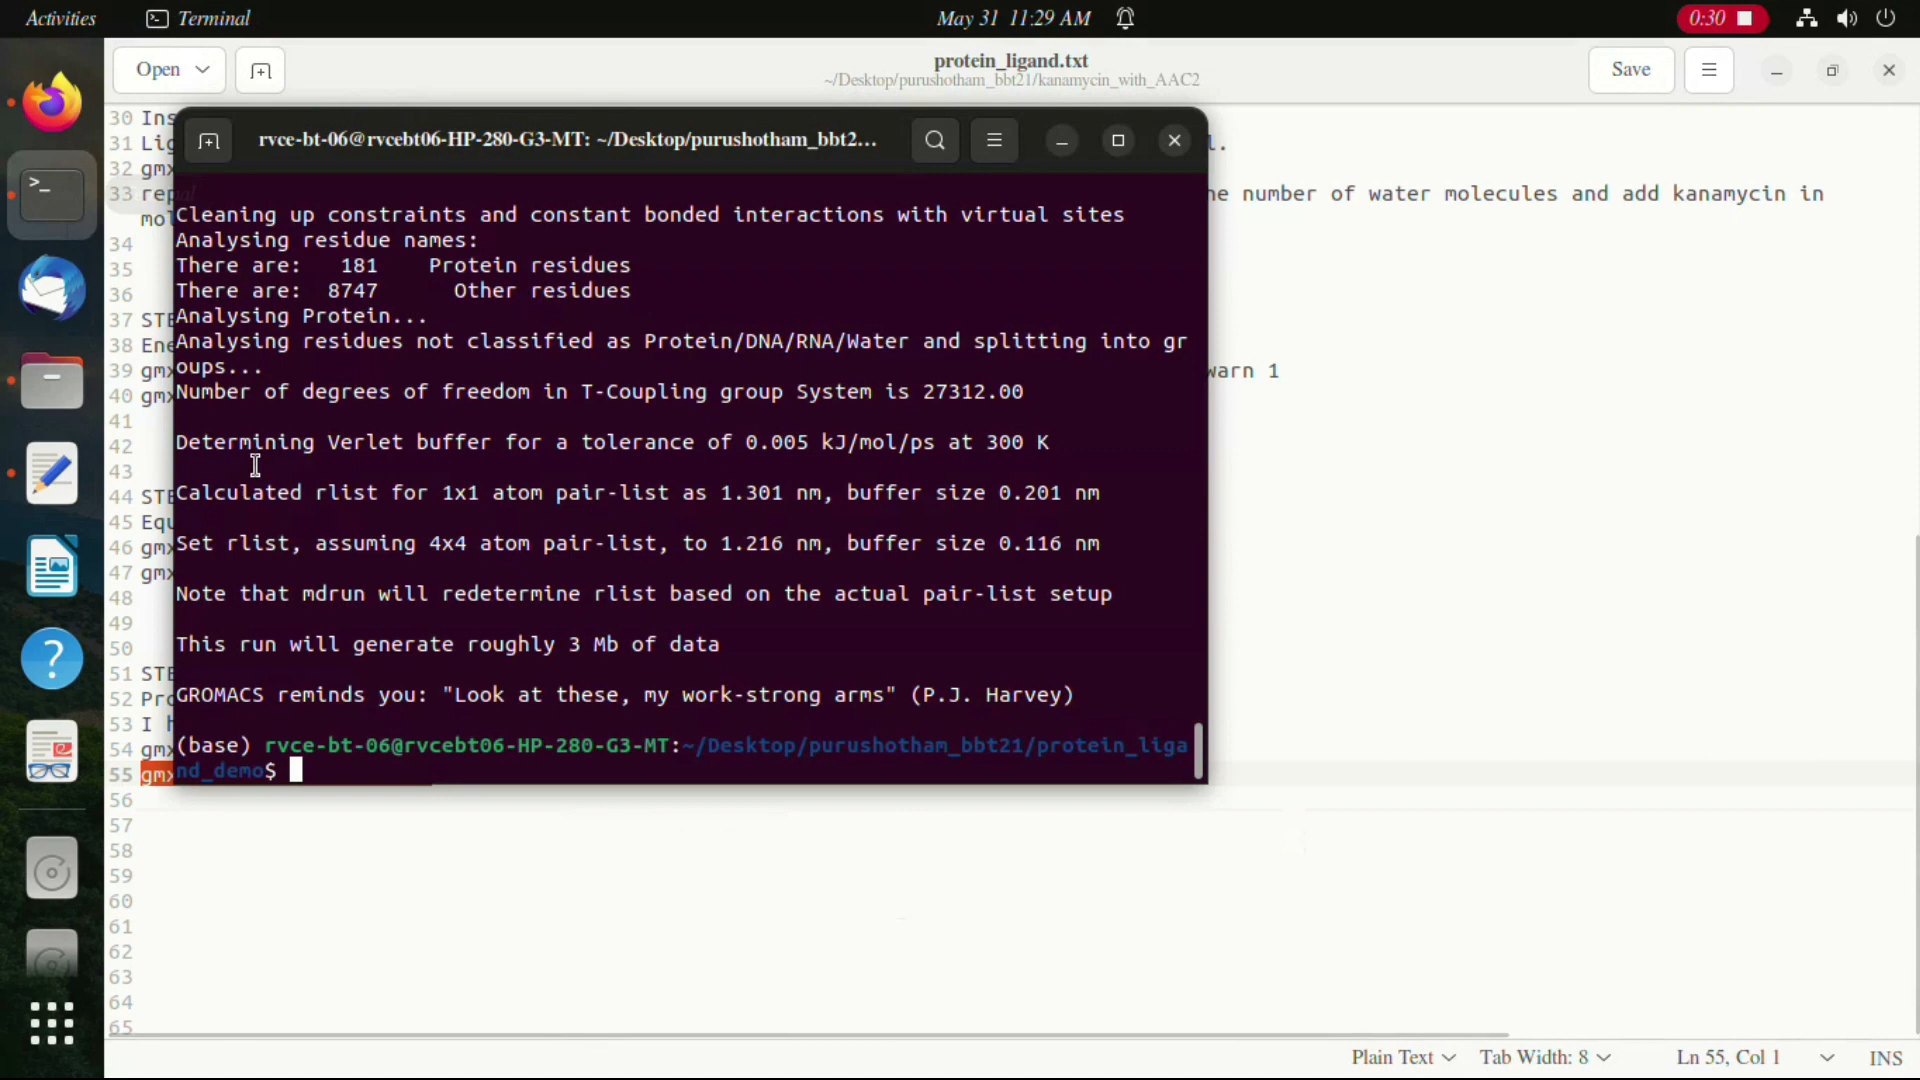 Activities
Terminal
May 31 11:29 AM
0:30
Open
protein_ligand.txt
~/Desktop/purushotham_bbt21/kanamycin_with_AAC2
Save
rvce-bt-06@rvcebt06-HP-280-G3-MT: ~/Desktop/purushotham_bbt2...
30 Ins
31 Lig
32 gmx
33 rep
he number of water molecules and add kanamycin in
mol
34
35
36
37 STE
38 Ene
39 gmx
warn 1
40 gmx
41
42
43
44 STE
45 Equ
46 gmx
47 gmx
48
49
50
51 STE
52 Pro
53 I h
54 gmx
55 gmx
56
57
58
59
60
61
62
63
64
65
Cleaning up constraints and constant bonded interactions with virtual sites
Analysing residue names:
There are: 181 Protein residues
There are: 8747 Other residues
Analysing Protein...
Analysing residues not classified as Protein/DNA/RNA/Water and splitting into gr
oups...
Number of degrees of freedom in T-Coupling group System is 27312.00
Determining Verlet buffer for a tolerance of 0.005 kJ/mol/ps at 300 K
Calculated rlist for 1x1 atom pair-list as 1.301 nm, buffer size 0.201 nm
Set rlist, assuming 4x4 atom pair-list, to 1.216 nm, buffer size 0.116 nm
Note that mdrun will redetermine rlist based on the actual pair-list setup
This run will generate roughly 3 Mb of data
GROMACS reminds you: "Look at these, my work-strong arms" (P.J. Harvey)
(base) rvce-bt-06@rvcebt06-HP-280-G3-MT:~/Desktop/purushotham_bbt21/protein_liga
nd_demo$
Plain Text
Tab Width: 8
Ln 55, Col 1
INS